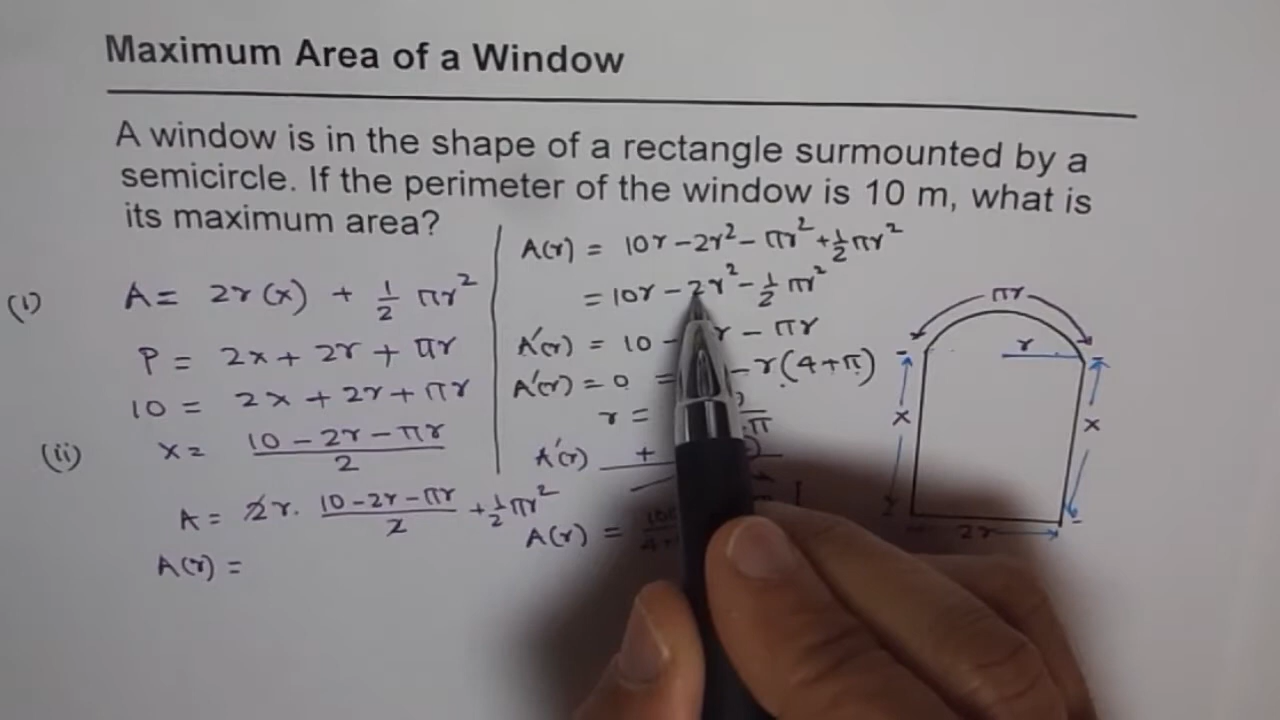 Maximum Area of a Window
A window is in the shape of a rectangle surmounted by a
semicircle. If the perimeter of the window is 10 m, what is
its maximum area?
(i) A = 2r(x) + 1/2 πr²
P = 2x + 2r + πr
10 = 2x + 2r + πr
(ii) x = (10 - 2r - πr)/2
A = 2r. (10 - 2r - πr)/2 + 1/2 πr²
A(r) =
A(r) = 10r - 2r² - πr² + 1/2 πr²
= 10r - 2r² - 1/2 πr²
A'(r) = 10 - r - πr
A'(r) = 0 = - r(4+π)
r = π
A'(r) +
A(r) =
πr
r
x
x
2r